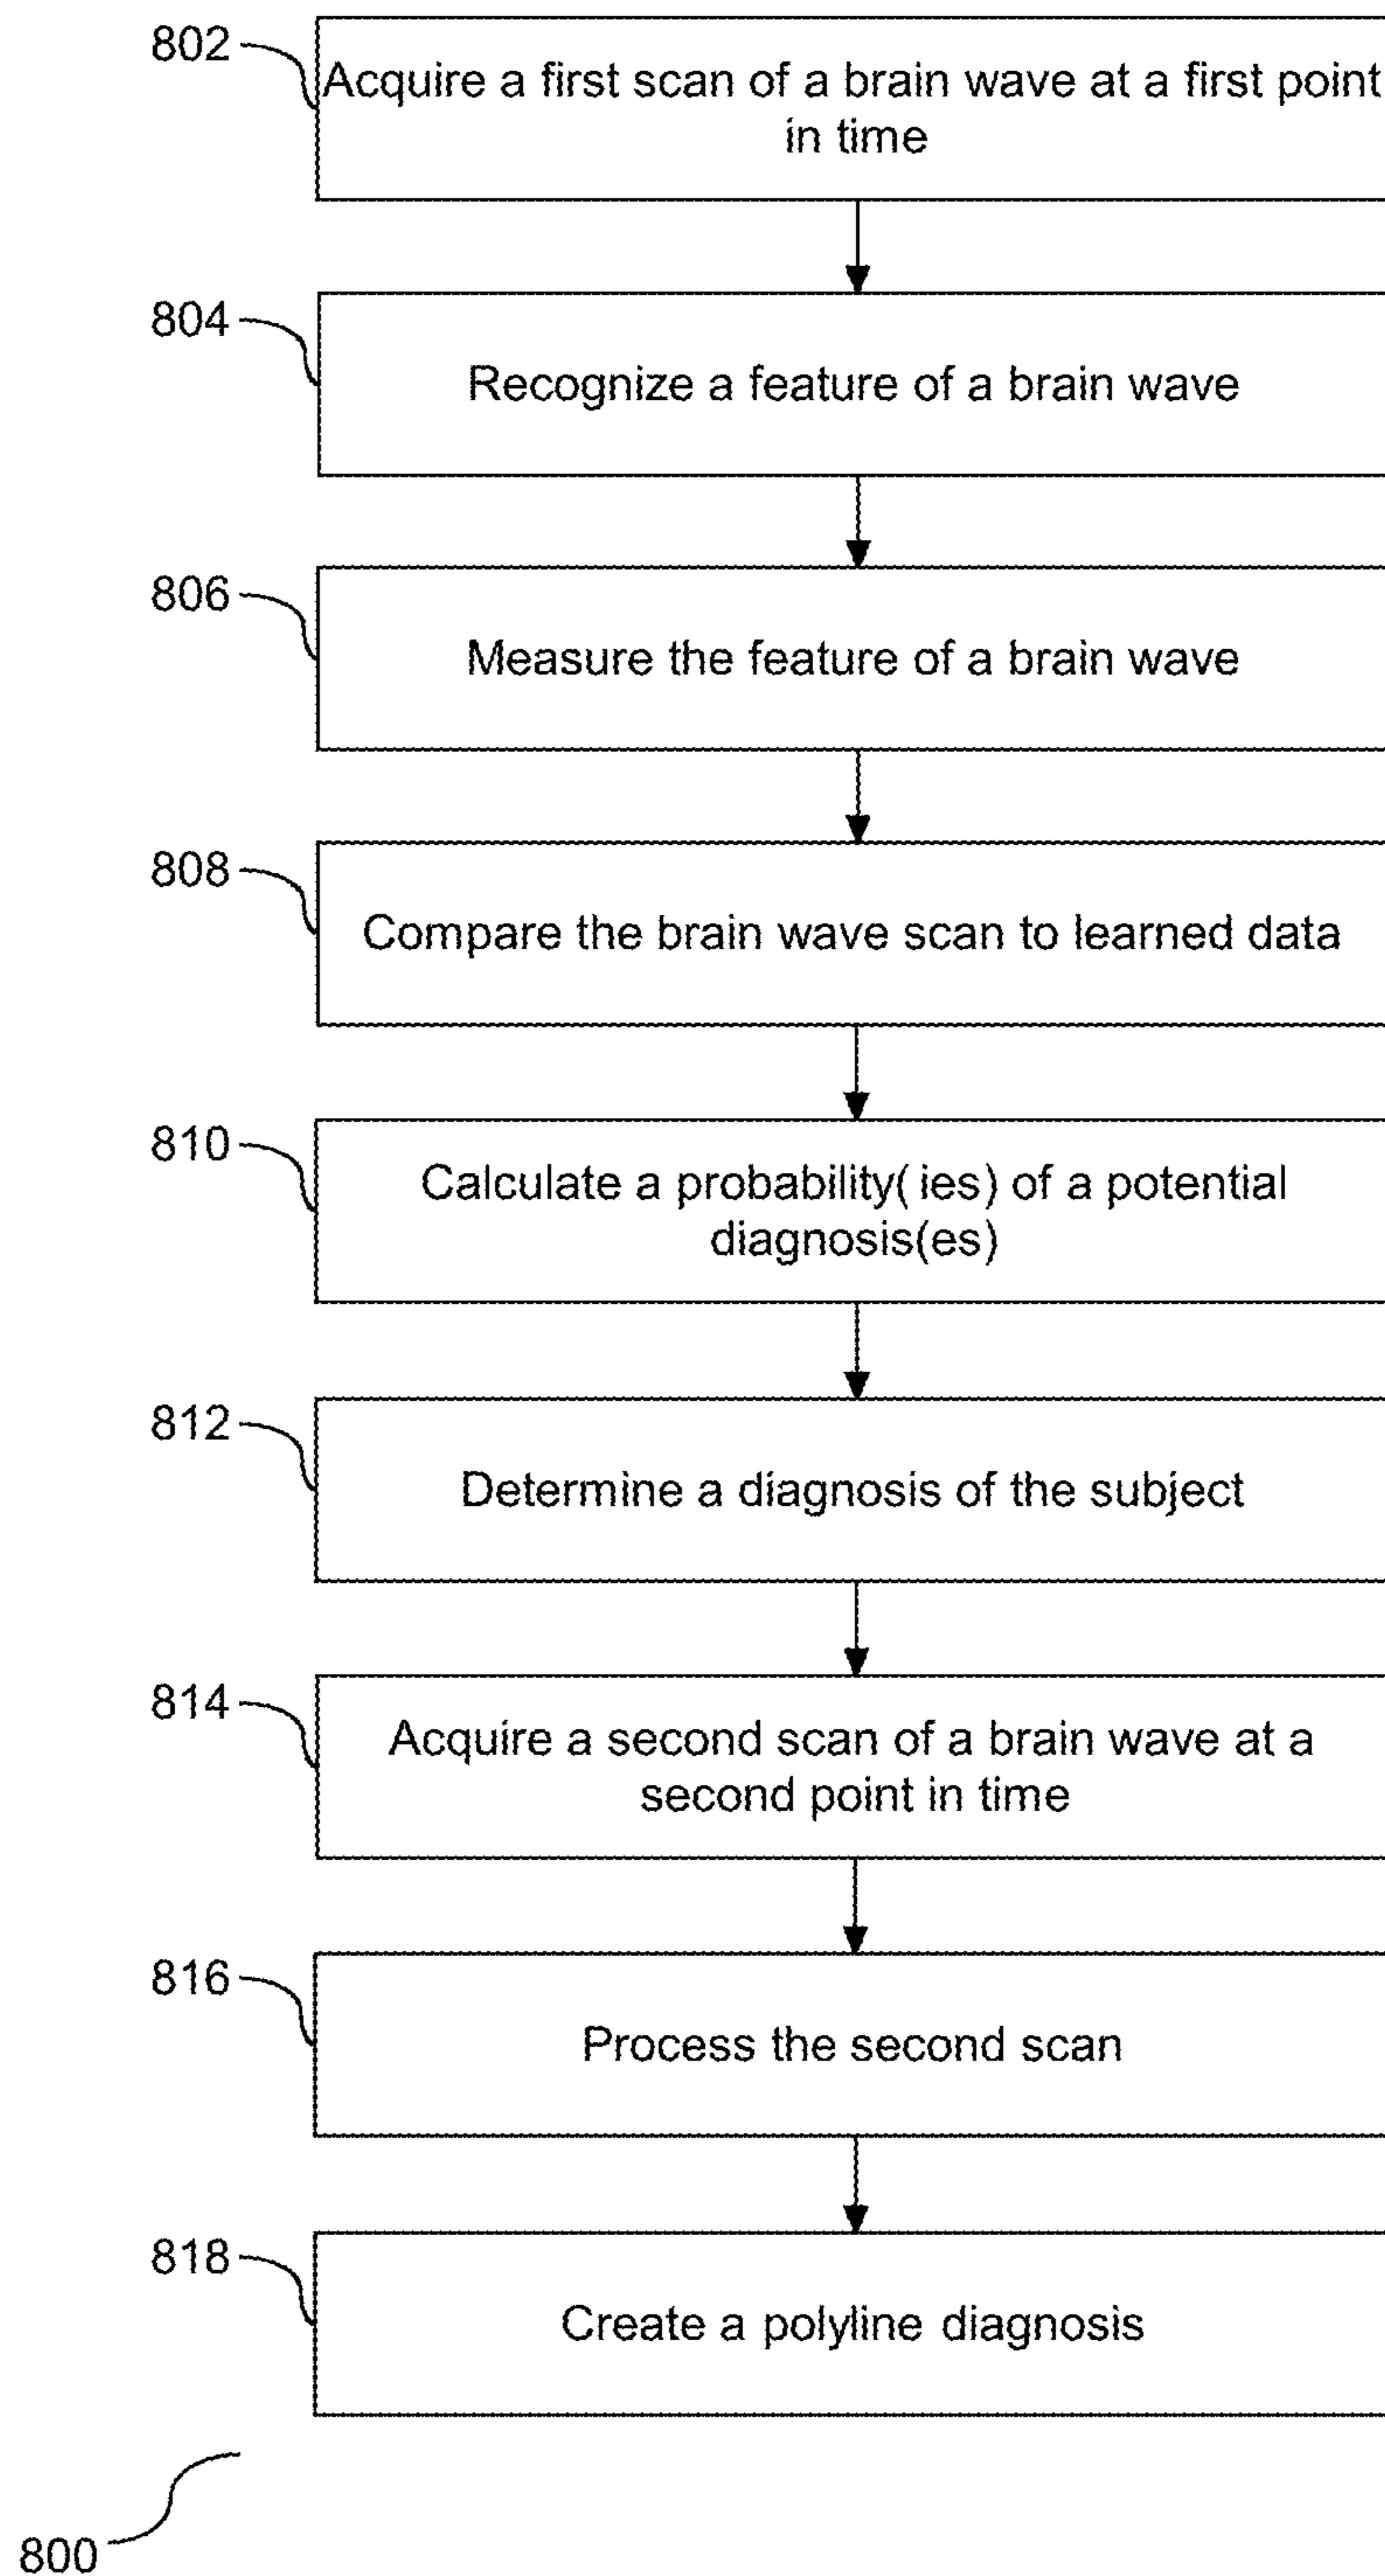 802
Acquire a first scan of a brain wave at a first point
in time
804
Recognize a feature of a brain wave
806
Measure the feature of a brain wave
808
Compare the brain wave scan to learned data
810
Calculate a probability( ies) of a potential
diagnosis(es)
812
Determine a diagnosis of the subject
814
Acquire a second scan of a brain wave at a
second point in time
816
Process the second scan
818
Create a polyline diagnosis
800